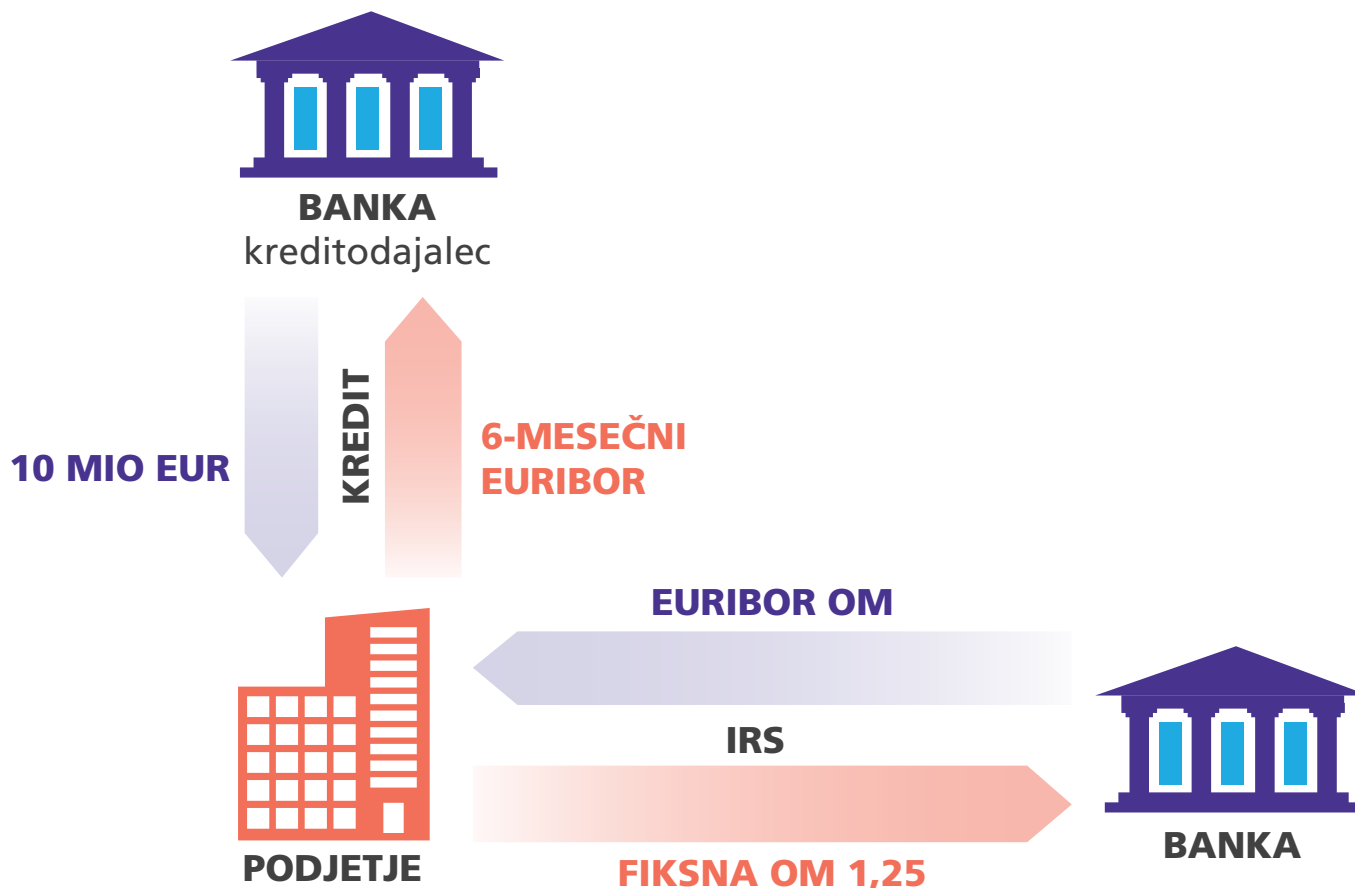 BANKA
kreditodajalec
10 MIO EUR
KREDIT
6-MESEČNI
EURIBOR
EURIBOR OM
IRS
FIKSNA OM 1,25
PODJETJE
BANKA